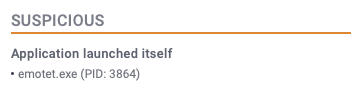 SUSPICIOUS
Application launched itself
• emotet.exe (PID: 3864)